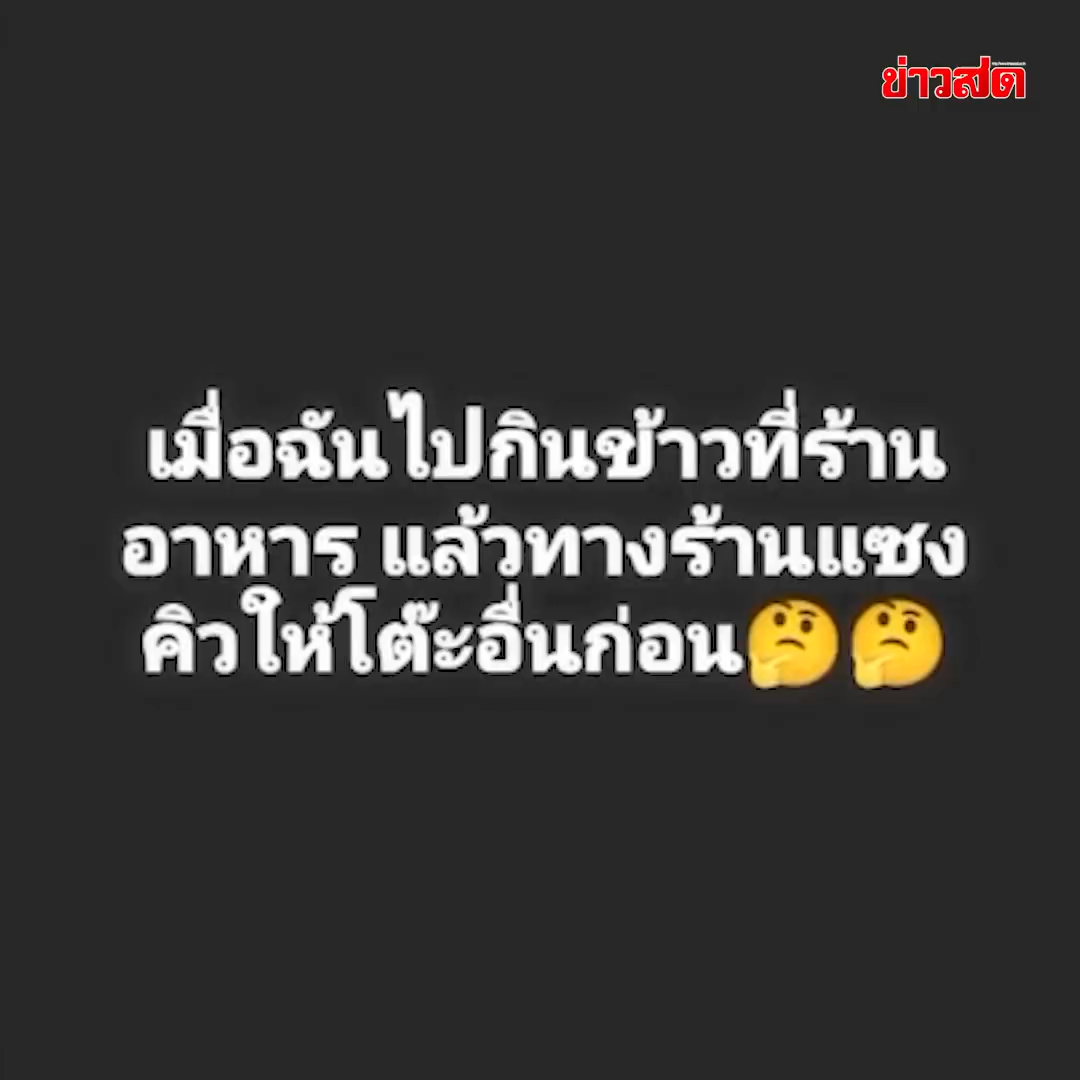 ข่าวสด
เมื่อฉันไปกินข้าวที่ร้าน
อาหาร แล้วทางร้านแซง
คิวให้โต๊ะอื่นก่อน🤔🤔